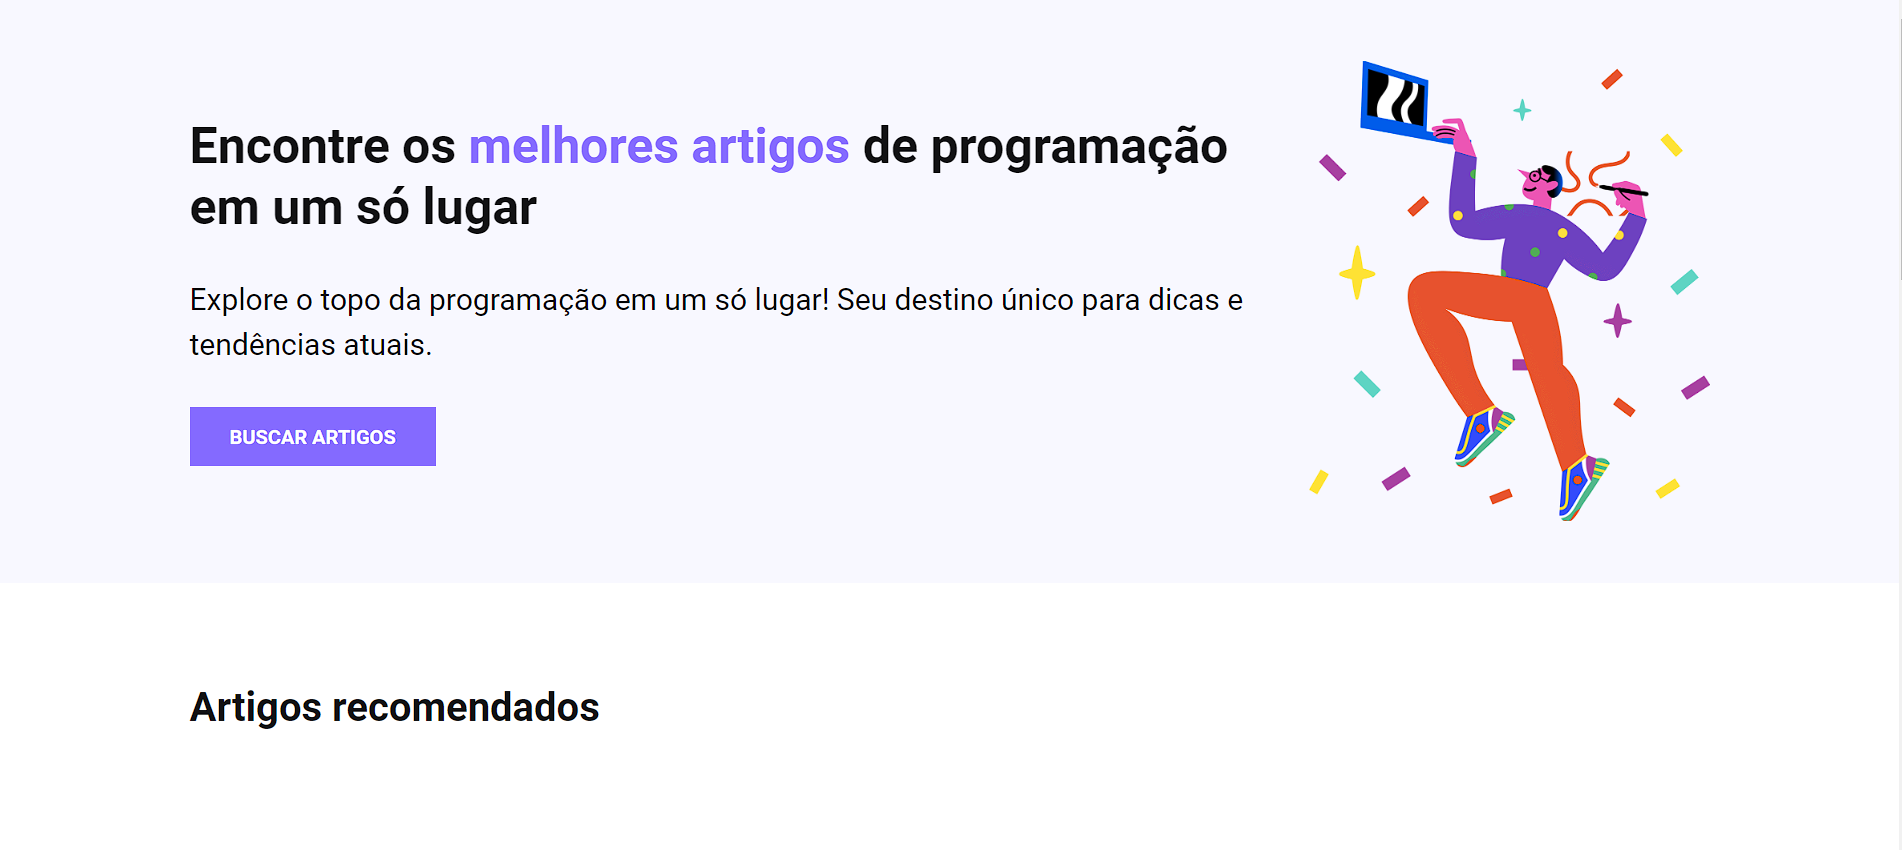 Encontre os melhores artigos de programação
em um só lugar
Explore o topo da programação em um só lugar! Seu destino único para dicas e
tendências atuais.
BUSCAR ARTIGOS
Artigos recomendados